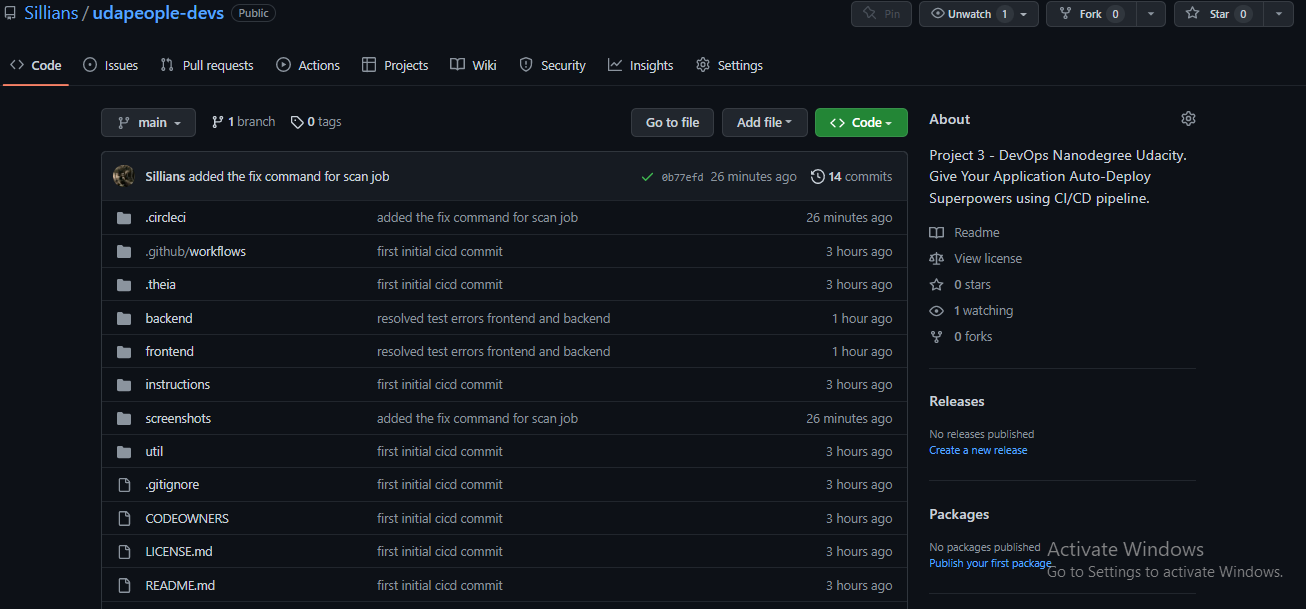 Sillians / udapeople-devs Public
Pin Unwatch 1 Fork 0 Star 0
Code Issues Pull requests Actions Projects Wiki Security Insights Settings
main 1 branch 0 tags Go to file Add file Code
Sillians added the fix command for scan job 0b77efd 26 minutes ago 14 commits
.circleci added the fix command for scan job 26 minutes ago
.github/workflows first initial cicd commit 3 hours ago
.theia first initial cicd commit 3 hours ago
backend resolved test errors frontend and backend 1 hour ago
frontend resolved test errors frontend and backend 1 hour ago
instructions first initial cicd commit 3 hours ago
screenshots added the fix command for scan job 26 minutes ago
util first initial cicd commit 3 hours ago
.gitignore first initial cicd commit 3 hours ago
CODEOWNERS first initial cicd commit 3 hours ago
LICENSE.md first initial cicd commit 3 hours ago
README.md first initial cicd commit 3 hours ago
About
Project 3 - DevOps Nanodegree Udacity.
Give Your Application Auto-Deploy
Superpowers using CI/CD pipeline.
Readme
View license
0 stars
1 watching
0 forks
Releases
No releases published
Create a new release
Packages
No packages published
Publish your first package
Activate Windows
Go to Settings to activate Windows.